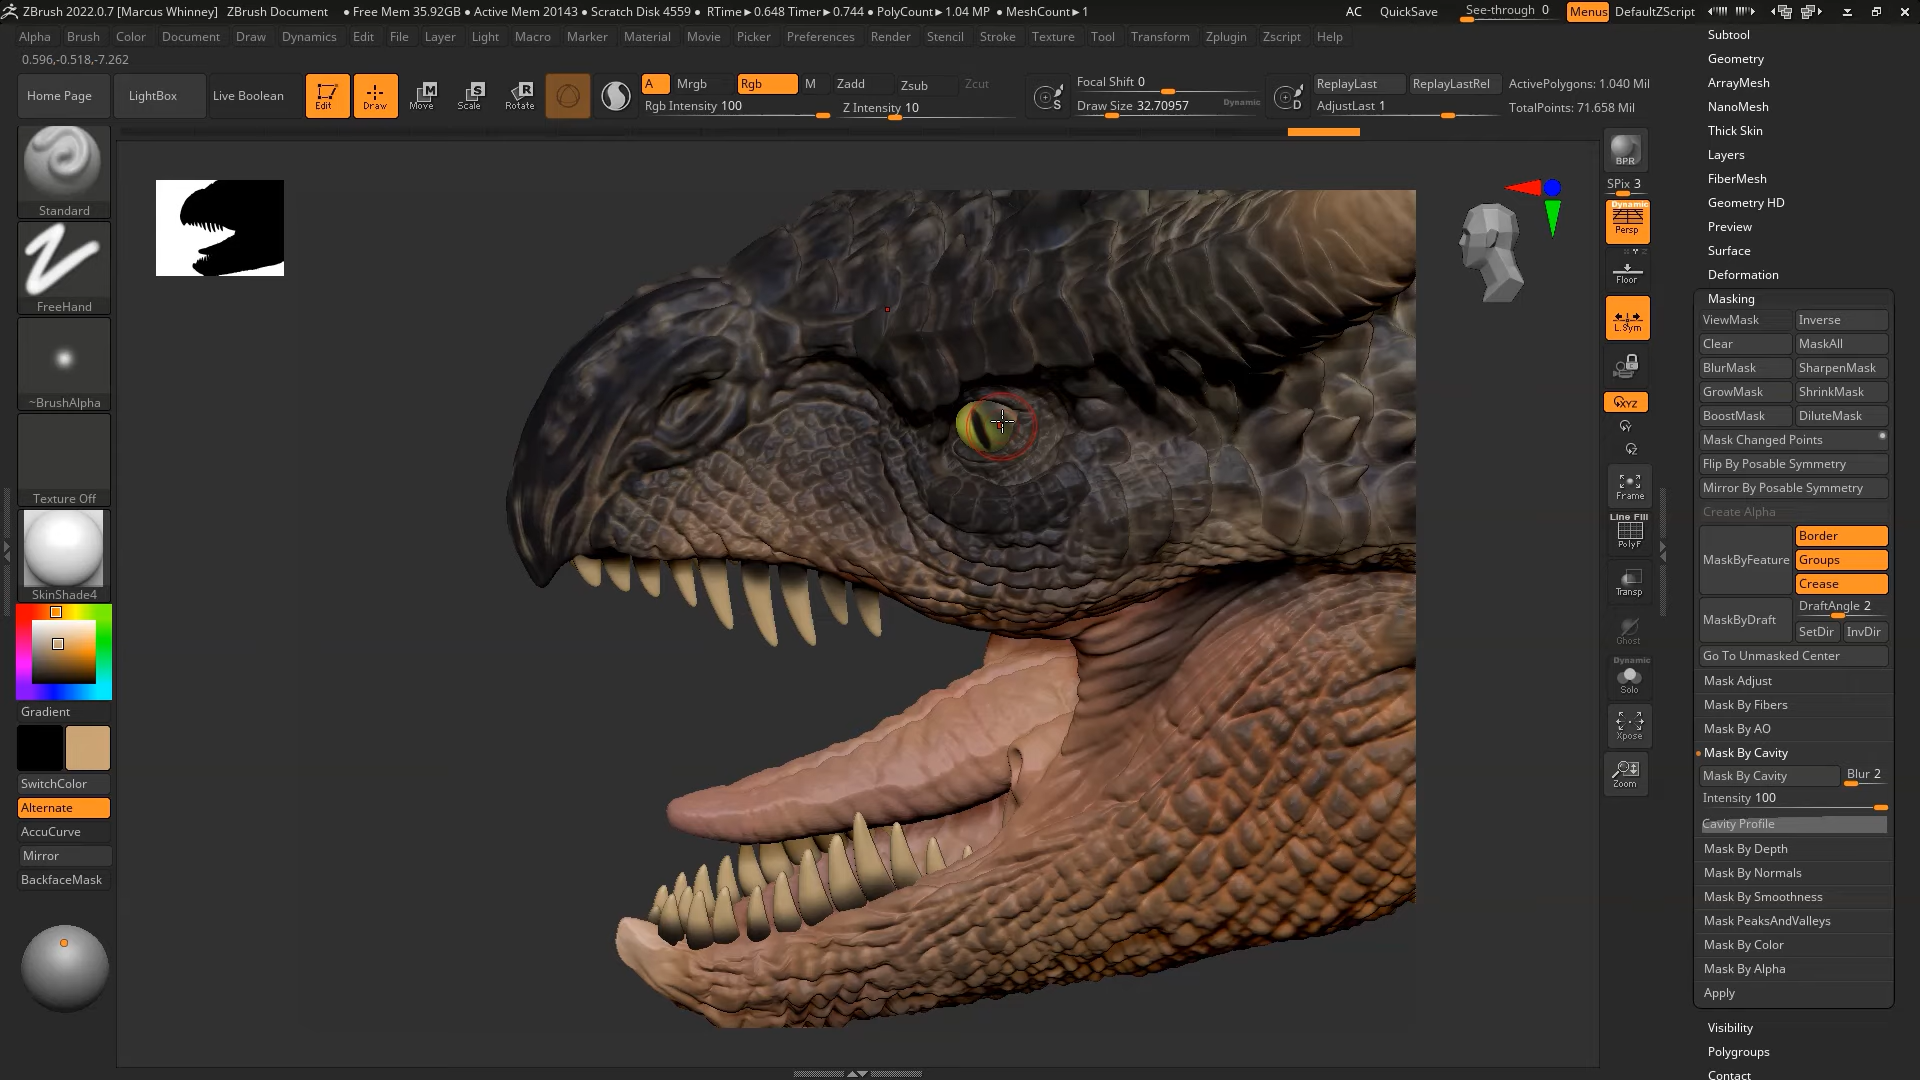 ZBrush 2022.0.7 [Marcus Whinney] ZBrush Document • Free Mem 35.92GB • Active Mem 20143 • Scratch Disk 4559 • RTime►0.648 Timer►0.744 • PolyCount►1.04 MP • MeshCount►1 AC QuickSave See-through 0 Menus DefaultZScript
Alpha Brush Color Document Draw Dynamics Edit File Layer Light Macro Marker Material Movie Picker Preferences Render Stencil Stroke Texture Tool Transform Zplugin Zscript Help
0.596,-0.518,-7.262
Home Page LightBox Live Boolean Edit Draw Move Scale Rotate
A Mrgb Rgb M Zadd Zsub Zcut
Rgb Intensity 100 Z Intensity 10
Focal Shift 0
Draw Size 32.70957 Dynamic
ReplayLast ReplayLastRel ActivePolygons: 1.040 Mil
AdjustLast 1 TotalPoints: 71.658 Mil
Standard
FreeHand
~BrushAlpha
Texture Off
SkinShade4
Gradient
SwitchColor
Alternate
AccuCurve
Mirror
BackfaceMask
BPR
SPix 3
Dynamic
Persp
Floor
L.Sym
XYZ
Y
Z
Frame
Line Fill
PolyF
Transp
Ghost
Dynamic
Solo
Xpose
Zoom
Subtool
Geometry
ArrayMesh
NanoMesh
Thick Skin
Layers
FiberMesh
Geometry HD
Preview
Surface
Deformation
Masking
ViewMask Inverse
Clear MaskAll
BlurMask SharpenMask
GrowMask ShrinkMask
BoostMask DiluteMask
Mask Changed Points
Flip By Posable Symmetry
Mirror By Posable Symmetry
Create Alpha
MaskByFeature Border
Groups
Crease
MaskByDraft DraftAngle 2
SetDir InvDir
Go To Unmasked Center
Mask Adjust
Mask By Fibers
Mask By AO
Mask By Cavity
Mask By Cavity Blur 2
Intensity 100
Cavity Profile
Mask By Depth
Mask By Normals
Mask By Smoothness
Mask PeaksAndValleys
Mask By Color
Mask By Alpha
Apply
Visibility
Polygroups
Contact